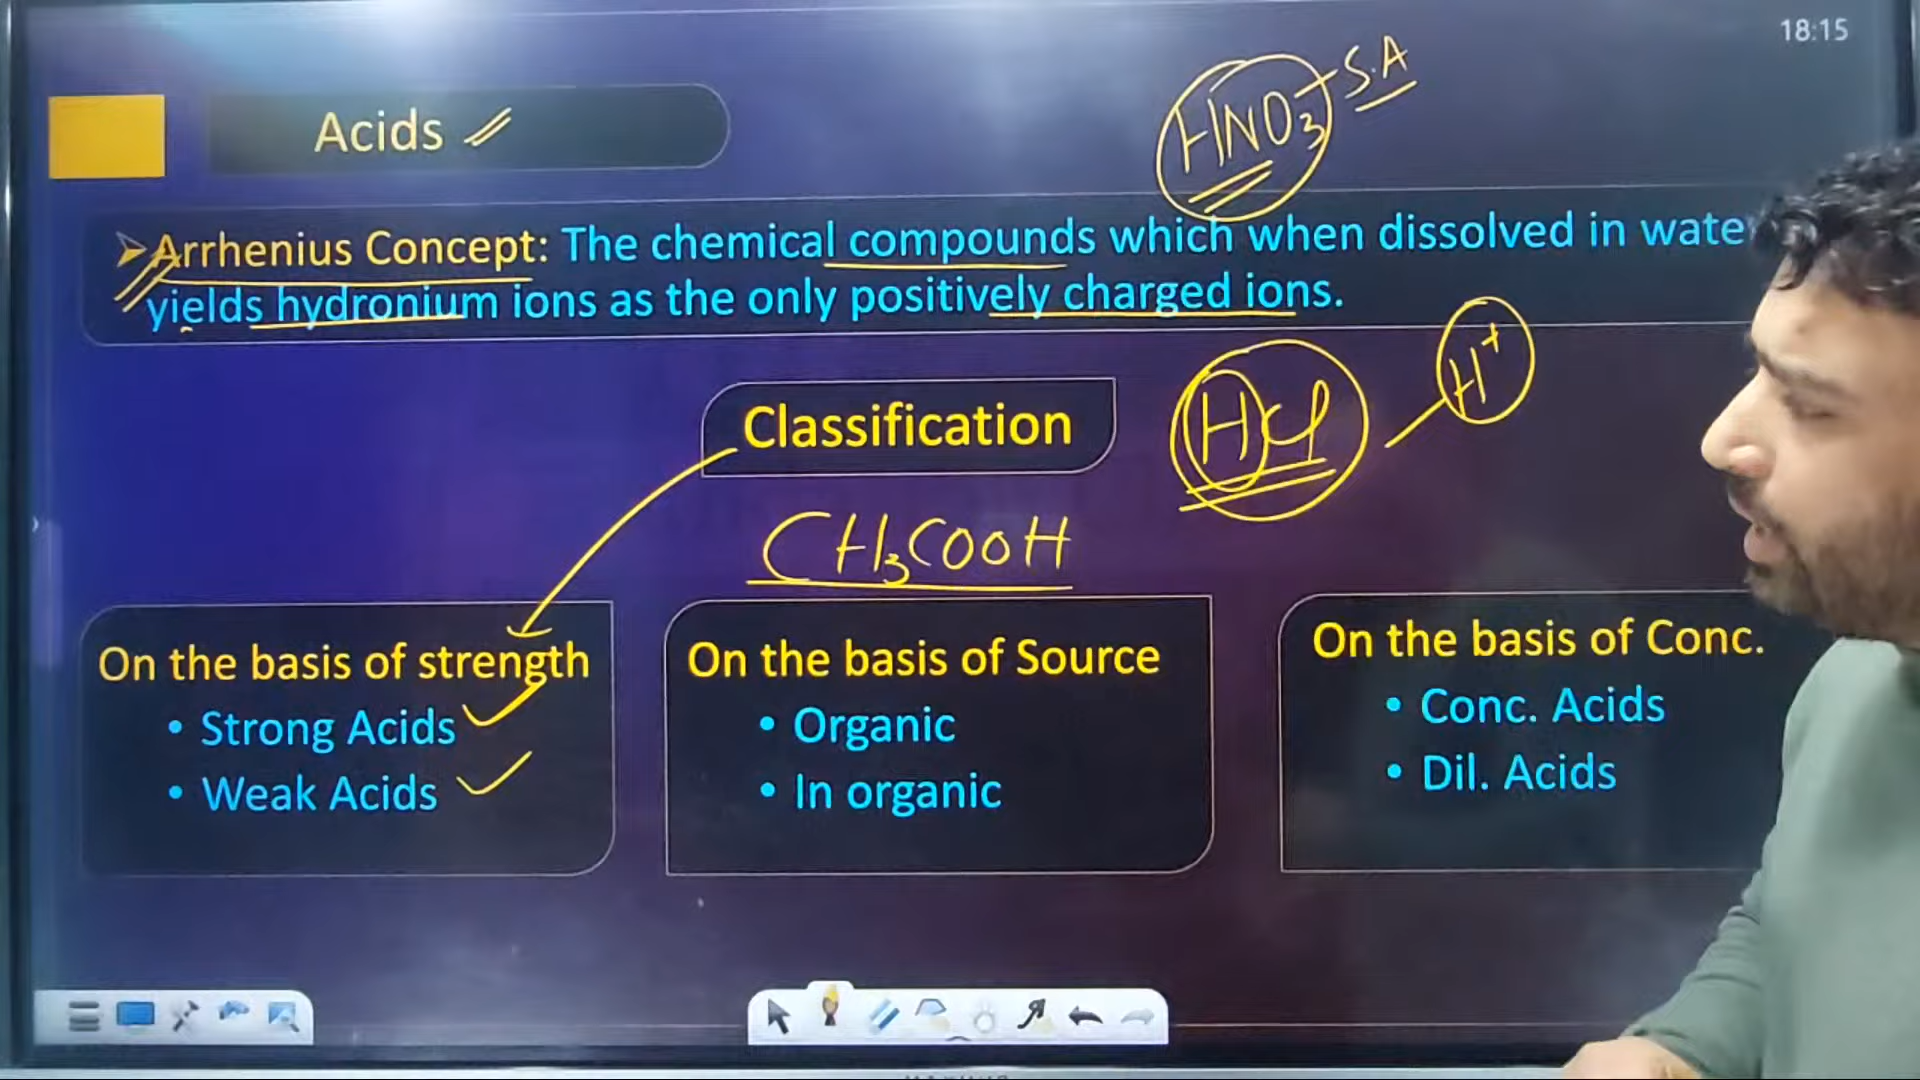 18:15
HNO3 - S.A
Acids
➢Arrhenius Concept: The chemical compounds which when dissolved in wate
yields hydronium ions as the only positively charged ions.
H+
HCl
Classification
CH3COOH
On the basis of strength
• Strong Acids
• Weak Acids
On the basis of Source
• Organic
• In organic
On the basis of Conc.
• Conc. Acids
• Dil. Acids